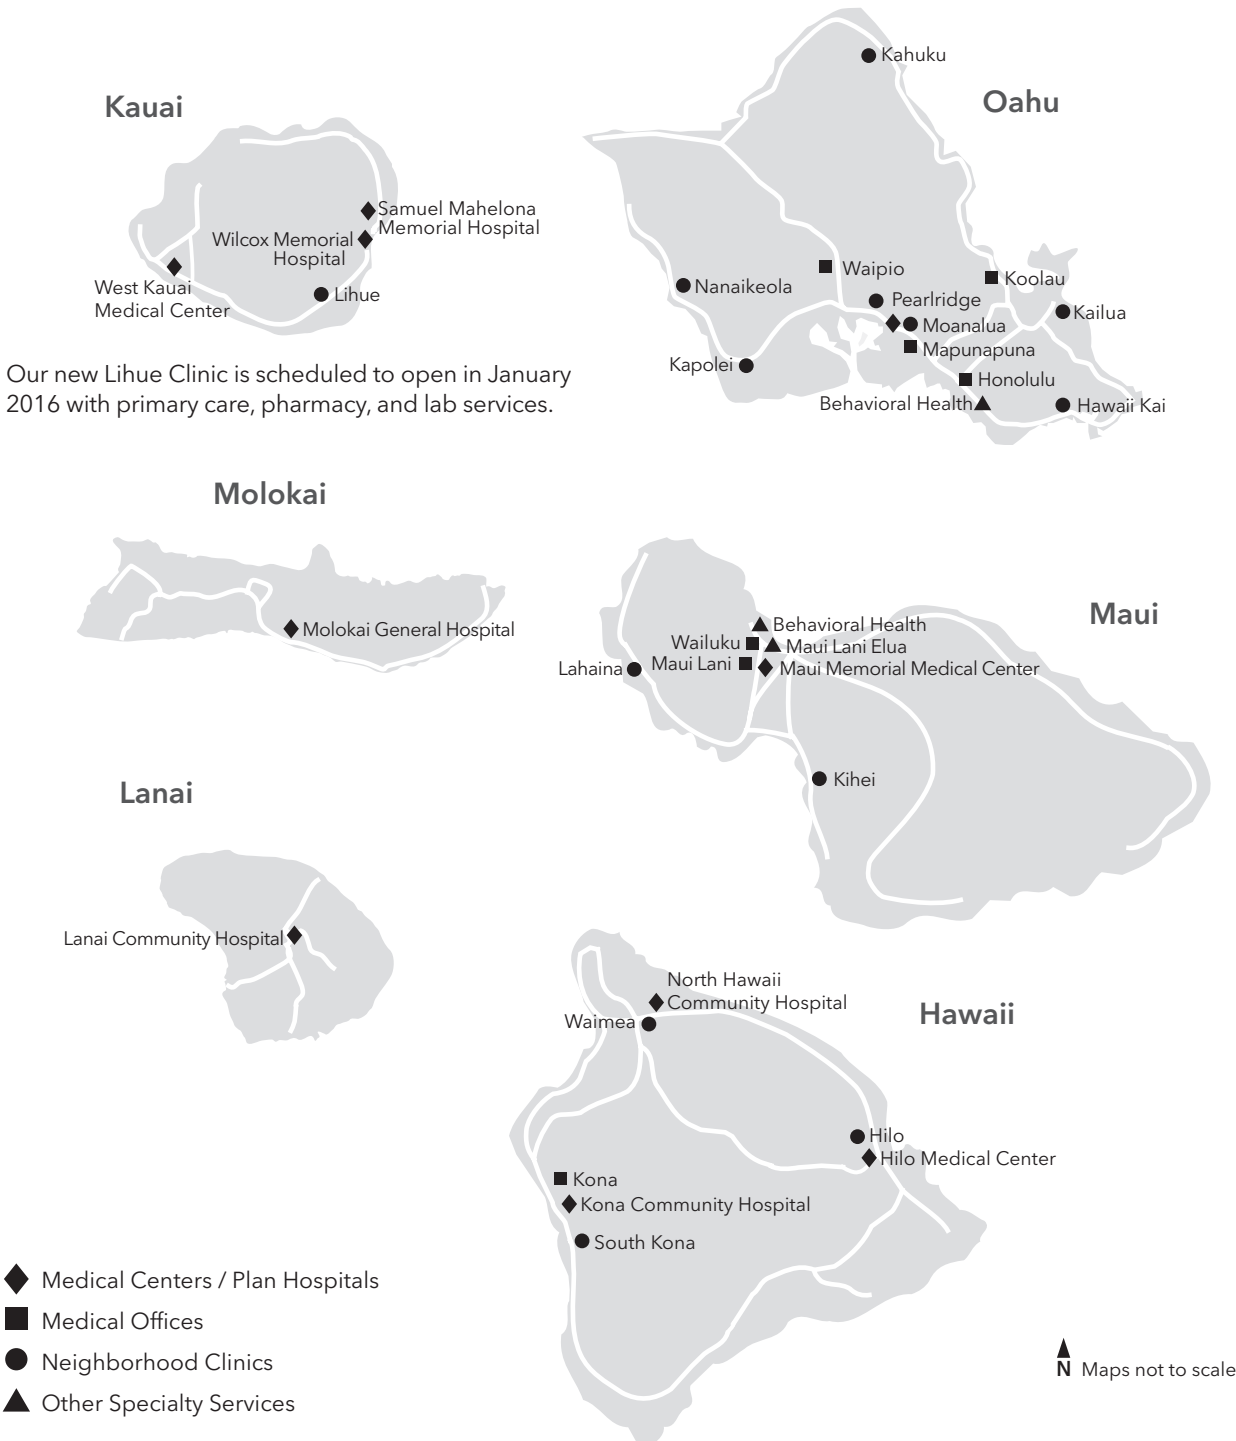 Kauai
Samuel Mahelona
Memorial Hospital
Wilcox Memorial
Hospital
West Kauai
Medical Center
Lihue
Our new Lihue Clinic is scheduled to open in January
2016 with primary care, pharmacy, and lab services.
Oahu
Kahuku
Waipio
Koolau
Nanaikeola
Pearlridge
Kailua
Moanalua
Mapunapuna
Kapolei
Honolulu
Behavioral Health
Hawaii Kai
Molokai
Molokai General Hospital
Maui
Behavioral Health
Wailuku
Maui Lani Elua
Maui Lani
Maui Memorial Medical Center
Lahaina
Kihei
Lanai
Lanai Community Hospital
Hawaii
North Hawaii
Community Hospital
Waimea
Hilo
Hilo Medical Center
Kona
Kona Community Hospital
South Kona
Medical Centers / Plan Hospitals
Medical Offices
Neighborhood Clinics
Other Specialty Services
N Maps not to scale